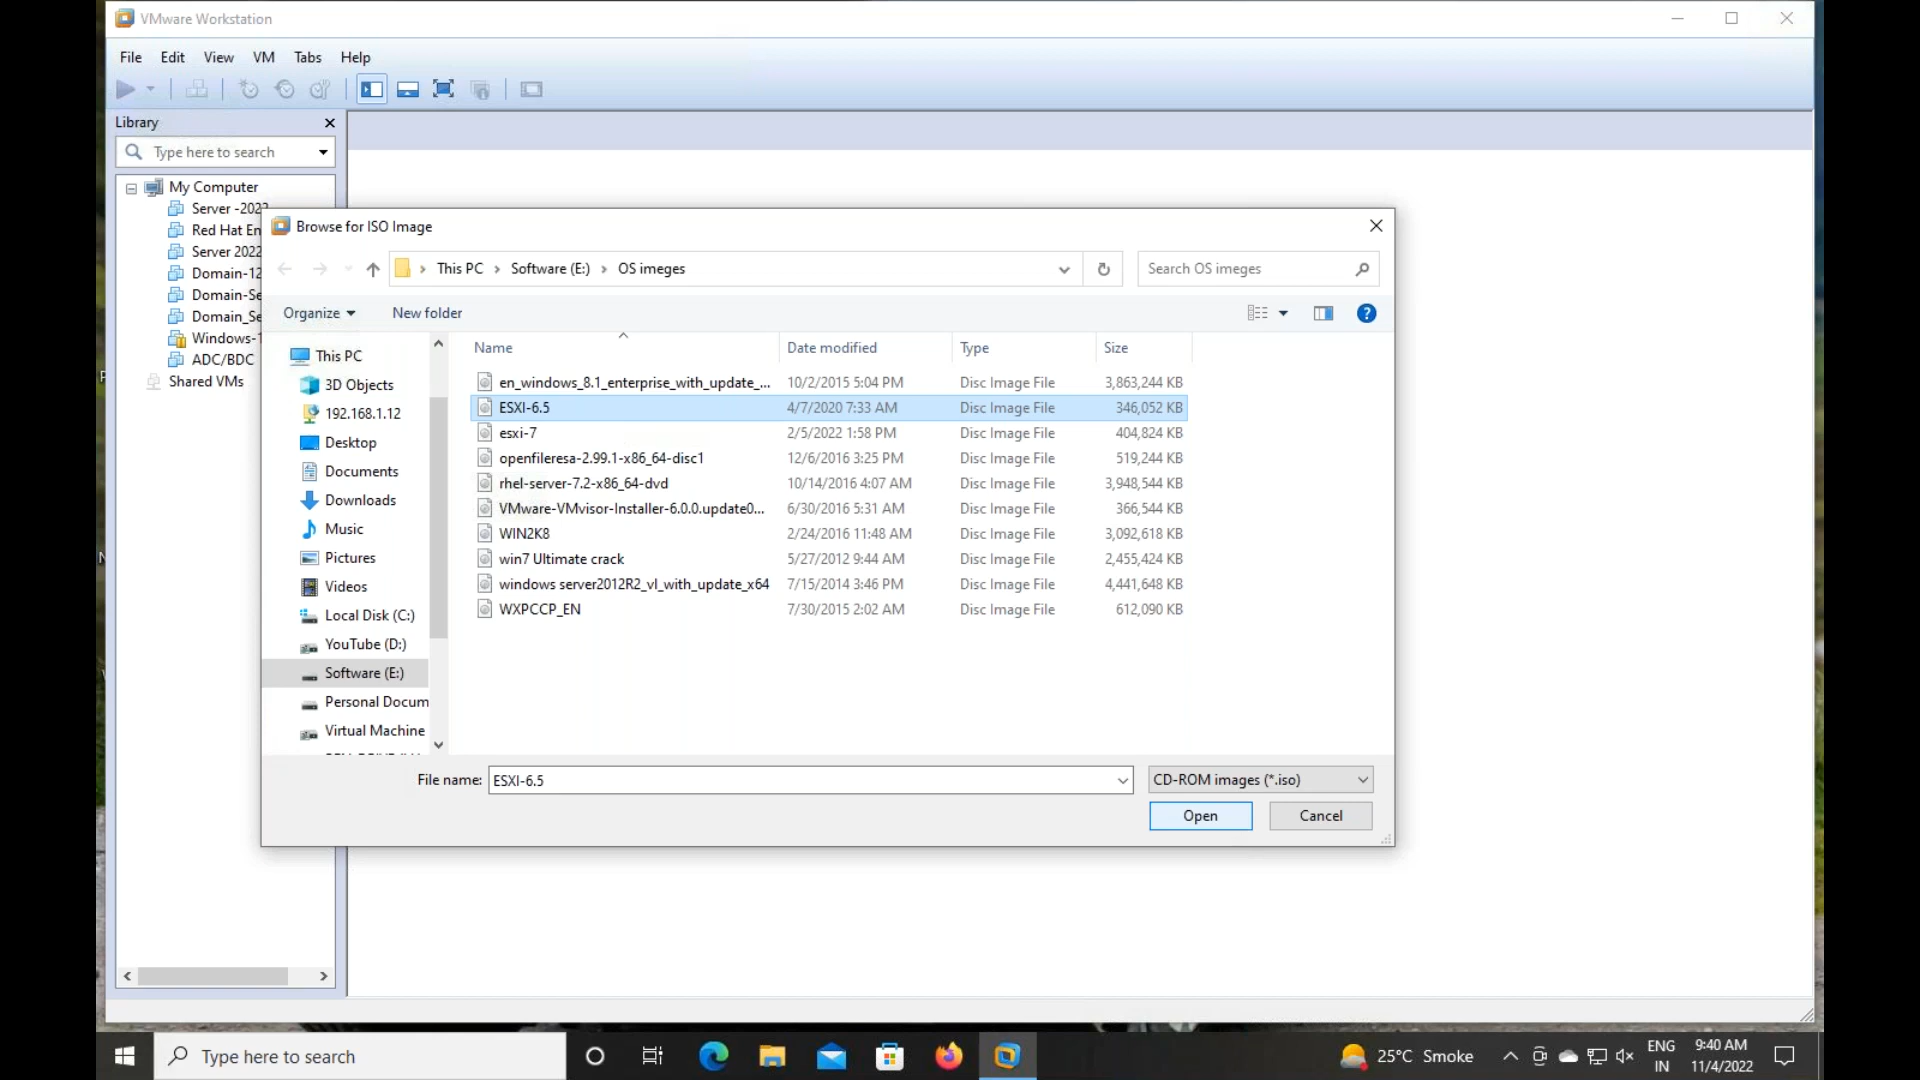 VMware Workstation
File Edit View VM Tabs Help
Library
Type here to search
My Computer
Server -2022
Red Hat En
Server 2022
Domain-12
Domain-Se
Domain_Se
Windows-1
ADC/BDC
Shared VMs
Browse for ISO Image
This PC Software (E:) OS imeges
Search OS imeges
Organize New folder
This PC
3D Objects
192.168.1.12
Desktop
Documents
Downloads
Music
Pictures
Videos
Local Disk (C:)
YouTube (D:)
Software (E:)
Personal Docum
Virtual Machine
Name Date modified Type Size
en_windows_8.1_enterprise_with_update_... 10/2/2015 5:04 PM Disc Image File 3,863,244 KB
ESXI-6.5 4/7/2020 7:33 AM Disc Image File 346,052 KB
esxi-7 2/5/2022 1:58 PM Disc Image File 404,824 KB
openfileresa-2.99.1-x86_64-disc1 12/6/2016 3:25 PM Disc Image File 519,244 KB
rhel-server-7.2-x86_64-dvd 10/14/2016 4:07 AM Disc Image File 3,948,544 KB
VMware-VMvisor-Installer-6.0.0.update0... 6/30/2016 5:31 AM Disc Image File 366,544 KB
WIN2K8 2/24/2016 11:48 AM Disc Image File 3,092,618 KB
win7 Ultimate crack 5/27/2012 9:44 AM Disc Image File 2,455,424 KB
windows server2012R2_vl_with_update_x64 7/15/2014 3:46 PM Disc Image File 4,441,648 KB
WXPCCP_EN 7/30/2015 2:02 AM Disc Image File 612,090 KB
File name: ESXI-6.5 CD-ROM images (*.iso)
Open Cancel
Type here to search
25°C Smoke
ENG
IN
9:40 AM
11/4/2022